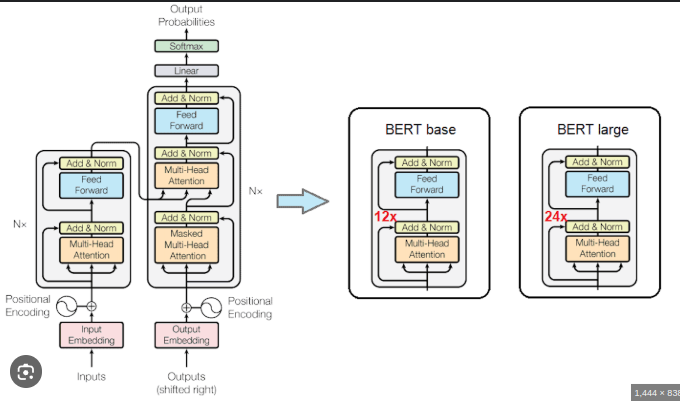 Output
Probabilities
Softmax
Linear
Add & Norm
Feed
Forward
Add & Norm
Multi-Head
Attention
Add & Norm
Masked
Multi-Head
Attention
Nx
Add & Norm
Feed
Forward
Add & Norm
Multi-Head
Attention
Nx
Positional
Encoding
Positional
Encoding
Input
Embedding
Output
Embedding
Inputs
Outputs
(shifted right)
BERT base
Add & Norm
Feed
Forward
12x
Add & Norm
Multi-Head
Attention
BERT large
Add & Norm
Feed
Forward
24x
Add & Norm
Multi-Head
Attention
1,444 × 838